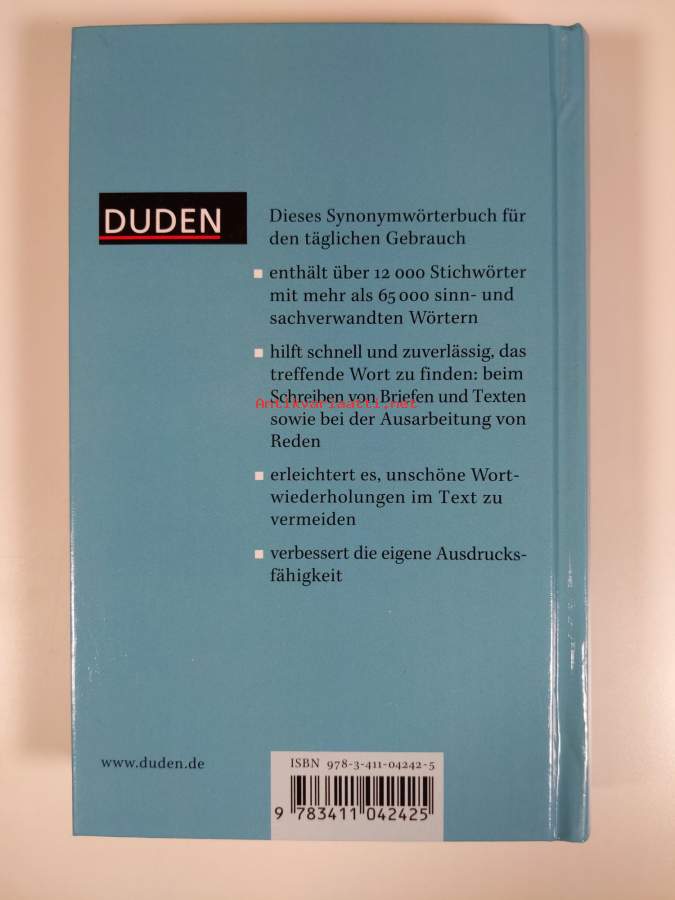 DUDEN
Dieses Synonymwörterbuch für
den täglichen Gebrauch
enthält über 12 000 Stichwörter
mit mehr als 65 000 sinn- und
sachverwandten Wörtern
hilft schnell und zuverlässig, das
treffende Wort zu finden: beim
Schreiben von Briefen und Texten
Antikvariaatti.net
sowie bei der Ausarbeitung von
Reden
erleichtert es, unschöne Wort-
wiederholungen im Text zu
vermeiden
verbessert die eigene Ausdrucks-
fähigkeit
www.duden.de
ISBN 978-3-411-04242-5
9 783411 042425